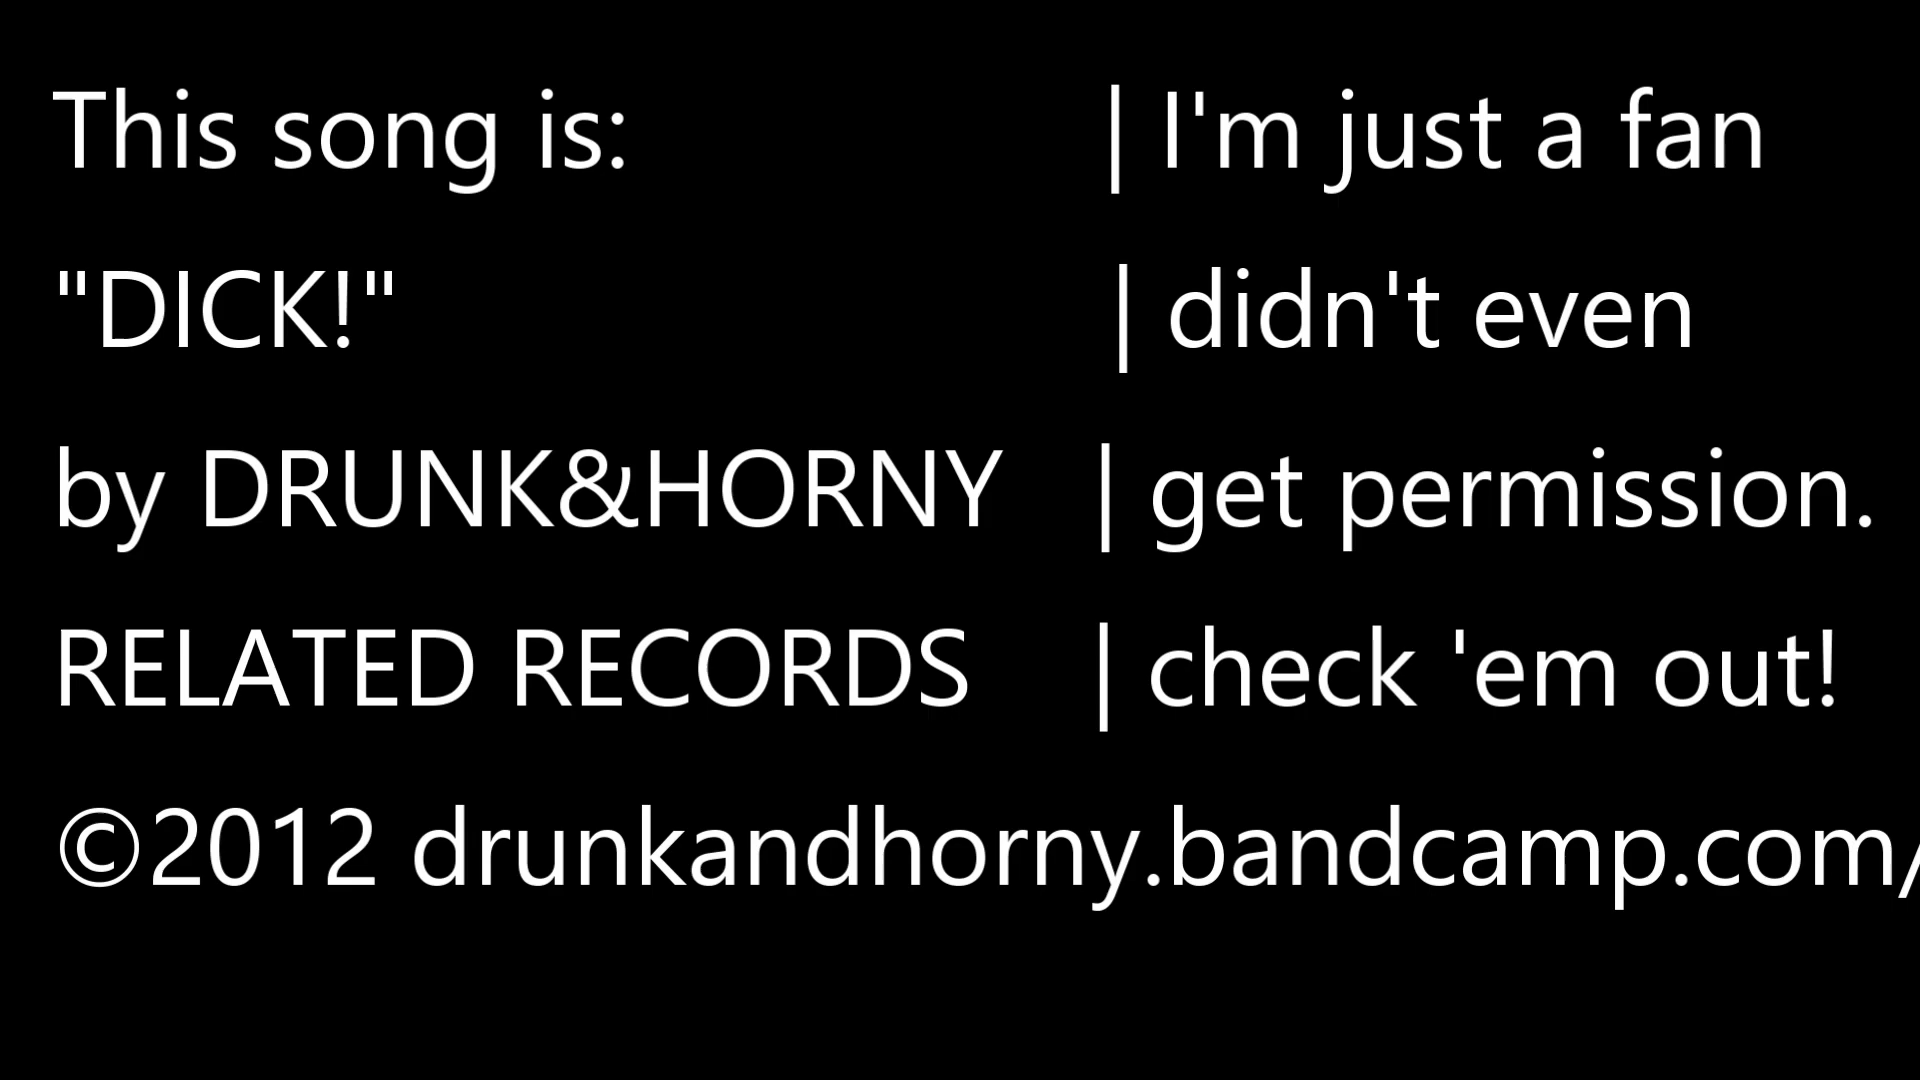 This song is: | I'm just a fan
"DICK!" | didn't even
by DRUNK&HORNY | get permission.
RELATED RECORDS | check 'em out!
©2012 drunkandhorny.bandcamp.com/